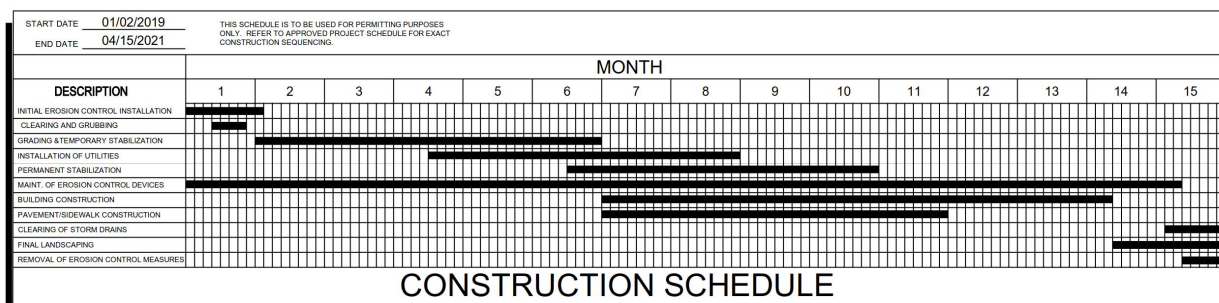 START DATE 01/02/2019
END DATE 04/15/2021
THIS SCHEDULE IS TO BE USED FOR PERMITTING PURPOSES
ONLY. REFER TO APPROVED PROJECT SCHEDULE FOR EXACT
CONSTRUCTION SEQUENCING.
MONTH
DESCRIPTION 1 2 3 4 5 6 7 8 9 10 11 12 13 14 15
INITIAL EROSION CONTROL INSTALLATION
CLEARING AND GRUBBING
GRADING &TEMPORARY STABILIZATION
INSTALLATION OF UTILITIES
PERMANENT STABILIZATION
MAINT. OF EROSION CONTROL DEVICES
BUILDING CONSTRUCTION
PAVEMENT/SIDEWALK CONSTRUCTION
CLEARING OF STORM DRAINS
FINAL LANDSCAPING
REMOVAL OF EROSION CONTROL MEASURES
CONSTRUCTION SCHEDULE